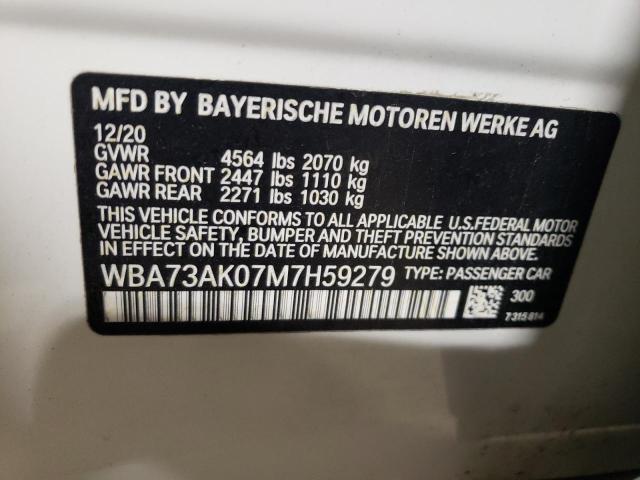 MFD BY BAYERISCHE MOTOREN WERKE AG
12/20
GVWR 4564 lbs 2070 kg
GAWR FRONT 2447 lbs 1110 kg
GAWR REAR 2271 lbs 1030 kg
THIS VEHICLE CONFORMS TO ALL APPLICABLE U.S.FEDERAL MOTOR
VEHICLE SAFETY, BUMPER AND THEFT PREVENTION STANDARDS
IN EFFECT ON THE DATE OF MANUFACTURE SHOWN ABOVE.
WBA73AK07M7H59279 TYPE: PASSENGER CAR
300
7315814